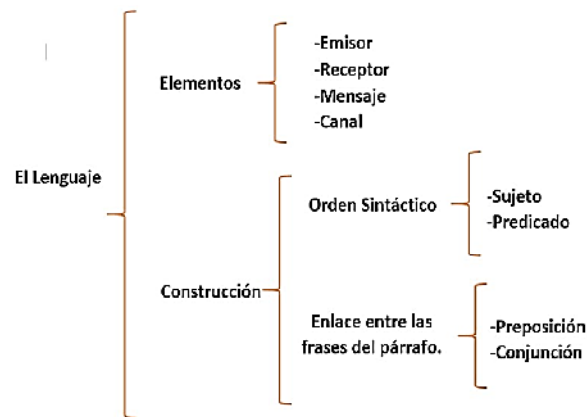 El Lenguaje
Elementos
-Emisor
-Receptor
-Mensaje
-Canal
Construcción
Orden Sintáctico
-Sujeto
-Predicado
Enlace entre las
frases del párrafo.
-Preposición
-Conjunción